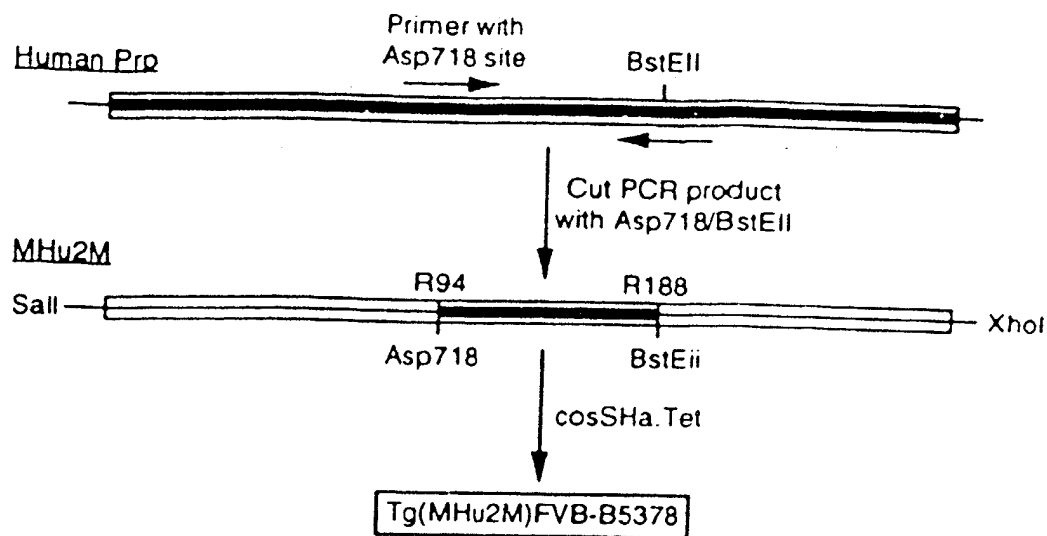 Primer with
Asp718 site
Human Prp
BstEII
Cut PCR product
with Asp718/BstEII
MHu2M
R94
R188
SalI
XhoI
Asp718
BstEii
cosSHa.Tet
Tg(MHu2M)FVB-B5378